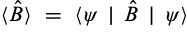 ⟨B̂⟩ = ⟨ψ | B̂ | ψ⟩